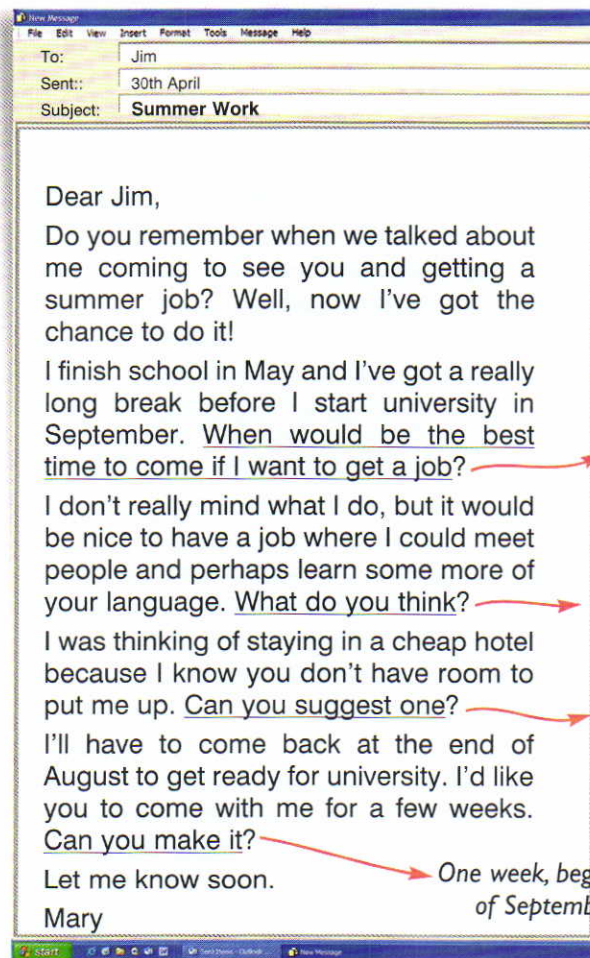 New Message
File Edit View Insert Format Tools Message Help
To: Jim
Sent:: 30th April
Subject: Summer Work
Dear Jim,
Do you remember when we talked about
me coming to see you and getting a
summer job? Well, now I've got the
chance to do it!
I finish school in May and I've got a really
long break before I start university in
September. When would be the best
time to come if I want to get a job?
I don't really mind what I do, but it would
be nice to have a job where I could meet
people and perhaps learn some more of
your language. What do you think?
I was thinking of staying in a cheap hotel
because I know you don't have room to
put me up. Can you suggest one?
I'll have to come back at the end of
August to get ready for university. I'd like
you to come with me for a few weeks.
Can you make it?
One week, beg
of Septemb
Let me know soon.
Mary
start
New Message